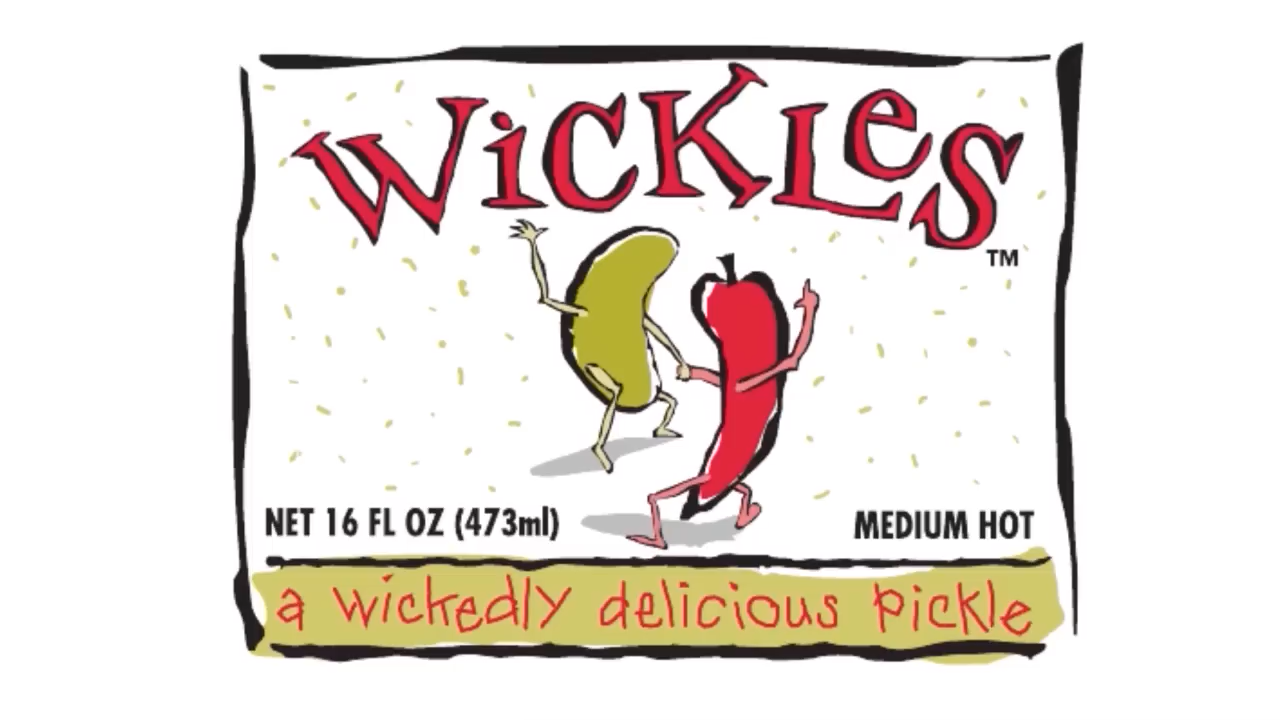 WiCKLeS
TM
NET 16 FL OZ (473ml)
MEDIUM HOT
a wickedly delicious pickle